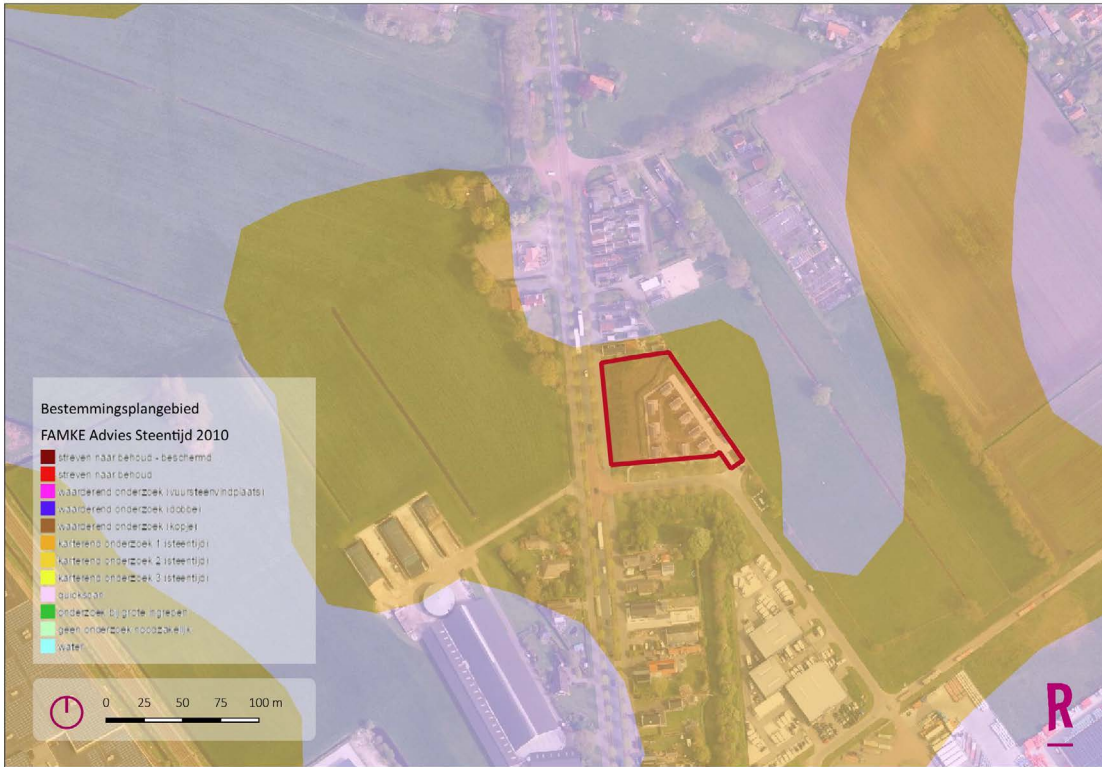 Bestemmingsplangebied
FAMKE Advies Steentijd 2010
streven naar behoud - beschermd
streven naar behoud
waarderend onderzoek (vuursteenvindplaats)
waarderend onderzoek (dobbe)
waarderend onderzoek (kopje)
karterend onderzoek 1 (steentijd)
karterend onderzoek 2 (steentijd)
karterend onderzoek 3 (steentijd)
quickscan
onderzoek bij grote ingrepen
geen onderzoek noodzakelijk
water
0 25 50 75 100 m
R